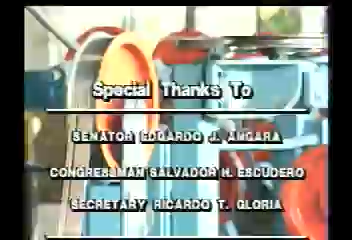 Special Thanks To
SENATOR EDGARDO J. ANGARA
CONGRESSMAN SALVADOR H. ESCUDERO
SECRETARY RICARDO T. GLORIA